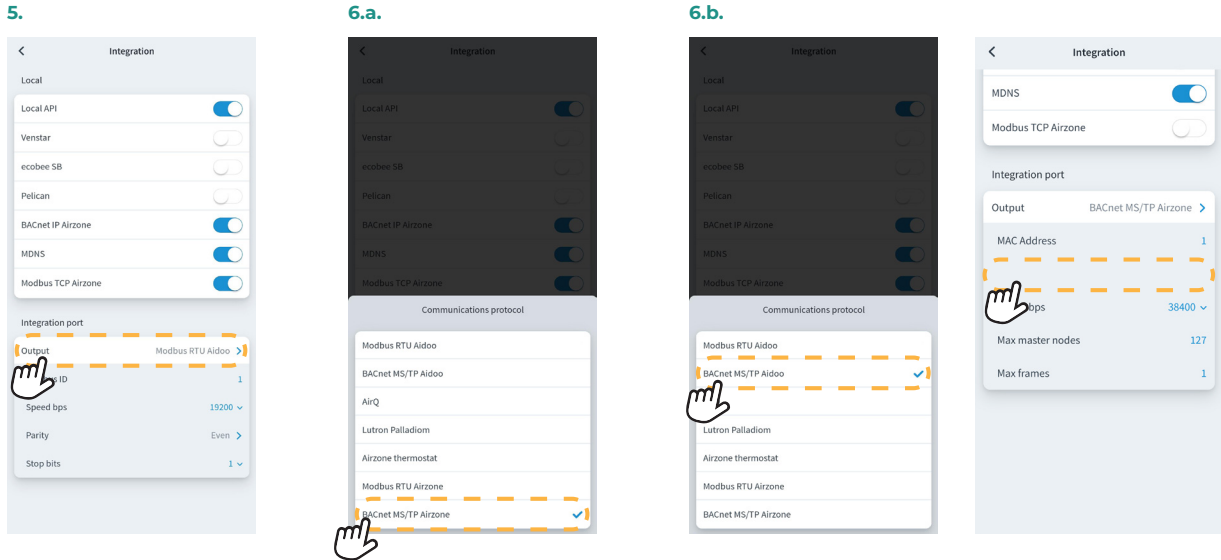 5.
Integration
Local
Local API
Venstar
ecobee SB
Pelican
BACnet IP Airzone
MDNS
Modbus TCP Airzone
Integration port
Output Modbus RTU Aidoo
ID 1
Speed bps 19200
Parity Even
Stop bits 1
6.a.
Integration
Local
Local API
Venstar
ecobee SB
Pelican
BACnet IP Airzone
MDNS
Modbus TCP Airzone
Communications protocol
Modbus RTU Aidoo
BACnet MS/TP Aidoo
AirQ
Lutron Palladiom
Airzone thermostat
Modbus RTU Airzone
BACnet MS/TP Airzone
6.b.
Integration
Local
Local API
Venstar
ecobee SB
Pelican
BACnet IP Airzone
MDNS
Modbus TCP Airzone
Communications protocol
Modbus RTU Aidoo
BACnet MS/TP Aidoo
Lutron Palladiom
Airzone thermostat
Modbus RTU Airzone
BACnet MS/TP Airzone
Integration
MDNS
Modbus TCP Airzone
Integration port
Output BACnet MS/TP Airzone
MAC Address 1
bps 38400
Max master nodes 127
Max frames 1